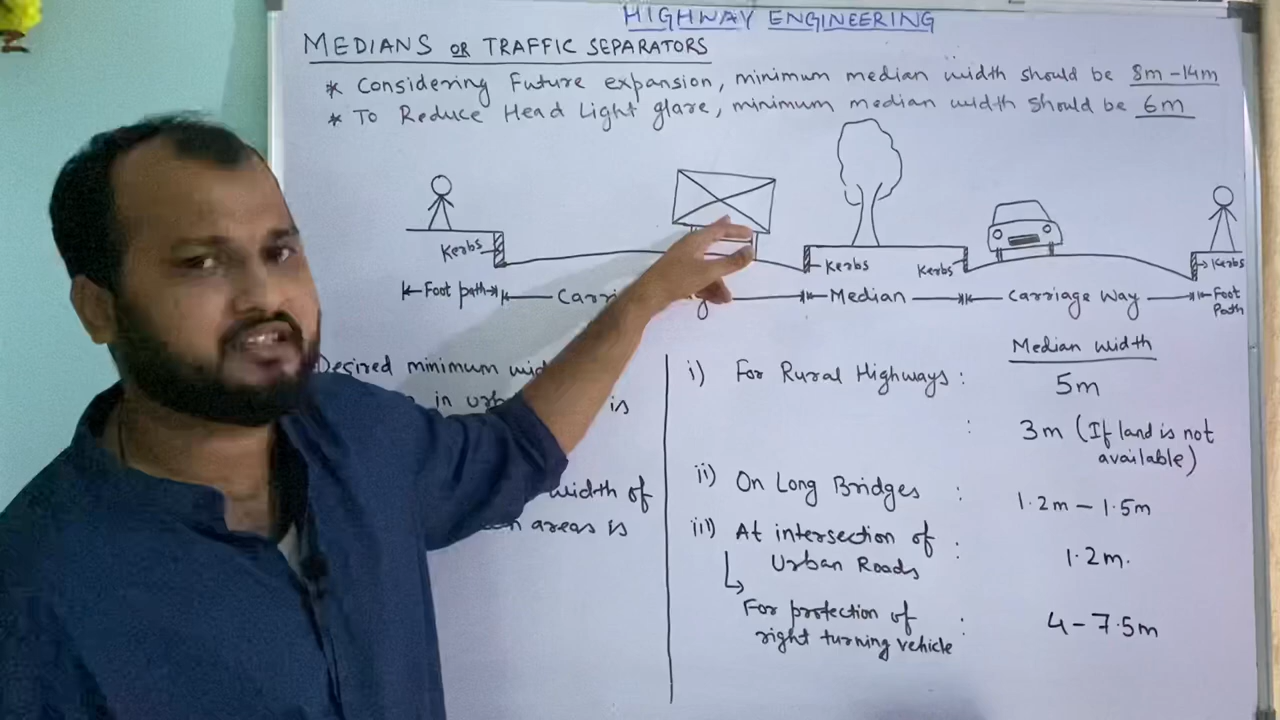 HIGHWAY ENGINEERING
MEDIANS OR TRAFFIC SEPARATORS
* Considering Future expansion, minimum median width should be 8m-14m
* To Reduce Head Light glare, minimum median width should be 6m
Kerbs
Kerbs
Kerbs
Kerbs
Foot path
Median
Carriage Way
Foot
Path
Desired minimum
in
is
width of
areas is
Median width
i) For Rural Highways : 5m
: 3m (If land is not
available)
ii) On Long Bridges : 1.2m - 1.5m
iii) At intersection of
Urban Roads : 1.2m.
For protection of
right turning vehicle : 4-7.5m